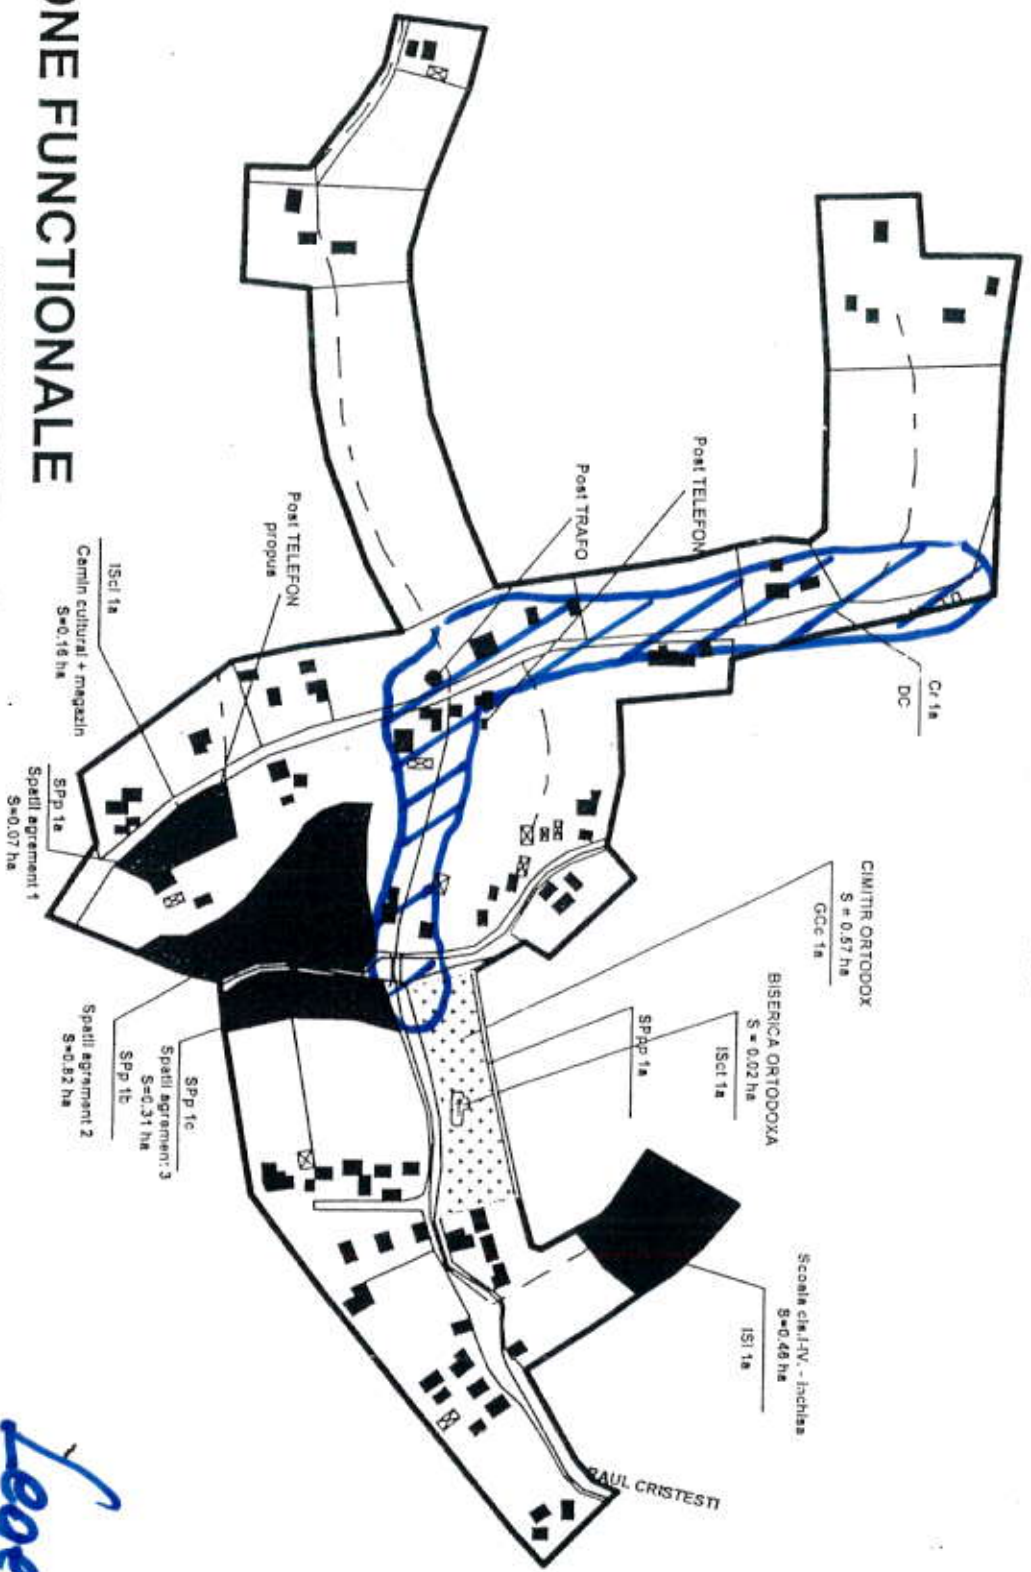 ONE FUNCTIONALE
Cr 1a
DC
Post TELEFON
Post TRAFO
Post TELEFON
propus
ISci 1a
Camin cultural + magazin
S=0.16 ha
SPp 1a
Spatii agrement 1
S=0.07 ha
CIMITIR ORTODOX
S = 0.57 ha
GCc 1a
BISERICA ORTODOXA
S = 0.02 ha
ISct 1a
SPpp 1a
SPp 1c
Spatii agrement 3
S=0.31 ha
SPp 1b
Spatii agrement 2
S=0.82 ha
Scoala cls.I-IV. - inchisa
S=0.46 ha
ISI 1a
RAUL CRISTESTI